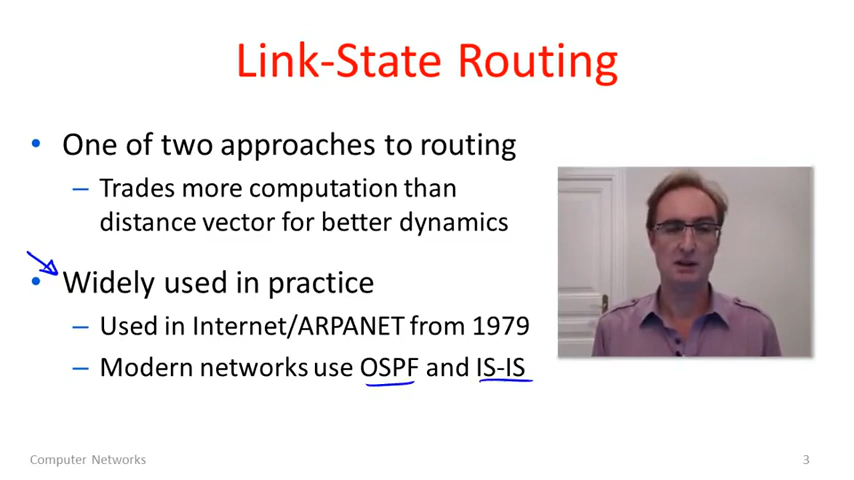 Link-State Routing
• One of two approaches to routing
– Trades more computation than
distance vector for better dynamics
• Widely used in practice
– Used in Internet/ARPANET from 1979
– Modern networks use OSPF and IS-IS
Computer Networks
3